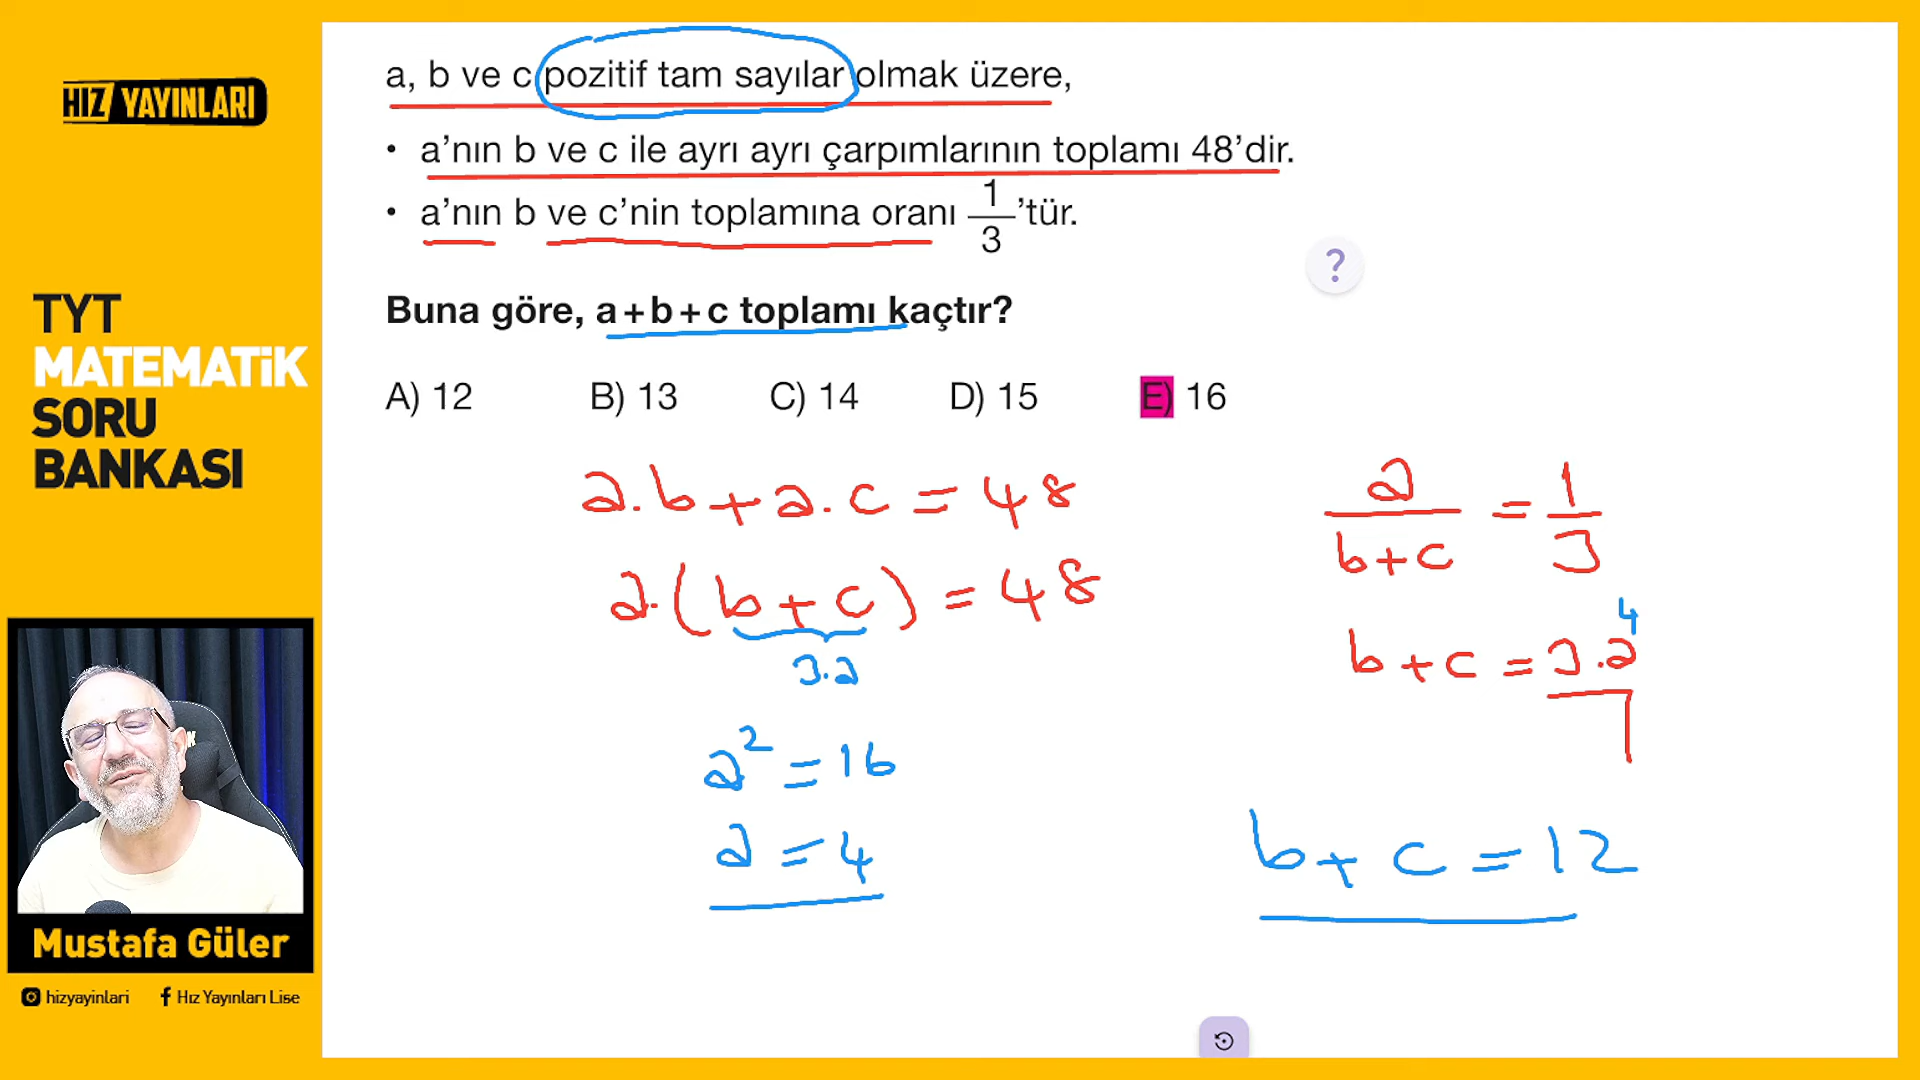 HIZ YAYINLARI
TYT
MATEMATİK
SORU
BANKASI
Mustafa Güler
hizyayinlari
Hız Yayınları Lise
a, b ve c pozitif tam sayılar olmak üzere,
• a’nın b ve c ile ayrı ayrı çarpımlarının toplamı 48’dir.
• a’nın b ve c’nin toplamına oranı 1/3’tür.
?
Buna göre, a + b + c toplamı kaçtır?
A) 12 B) 13 C) 14 D) 15 E) 16
a.b + a.c = 48
a.(b+c) = 48
3.a
a² = 16
a = 4
a/(b+c) = 1/3
4
b + c = 3.a
b + c = 12